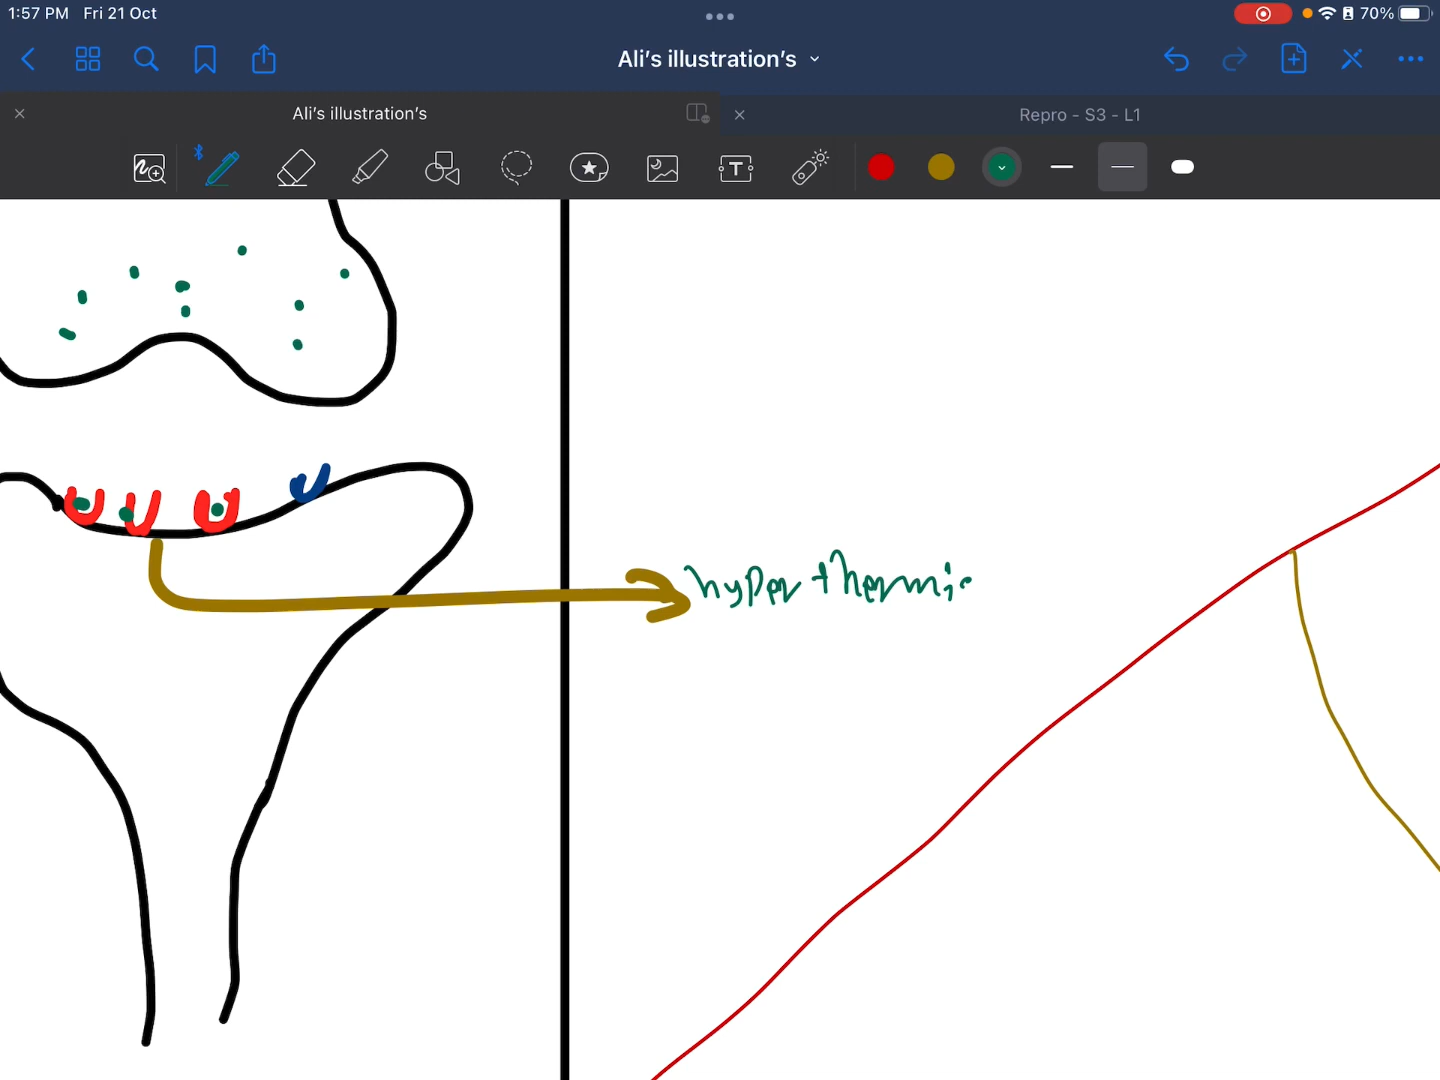 1:57 PM Fri 21 Oct
70%
Ali's illustration's
Ali's illustration's
Repro - S3 - L1
T
hyper thermic